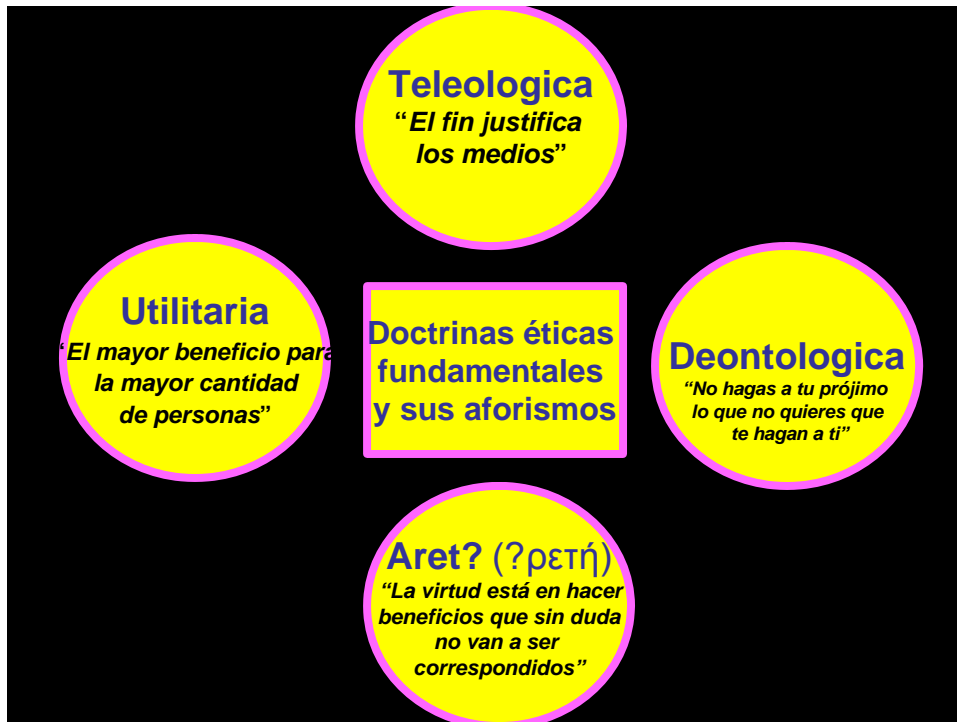 Teleologica
“El fin justifica
los medios”
Utilitaria
“El mayor beneficio para
la mayor cantidad
de personas”
Doctrinas éticas
fundamentales
y sus aforismos
Deontologica
“No hagas a tu prójimo
lo que no quieres que
te hagan a ti”
Aret? (?ρετή)
“La virtud está en hacer
beneficios que sin duda
no van a ser
correspondidos”